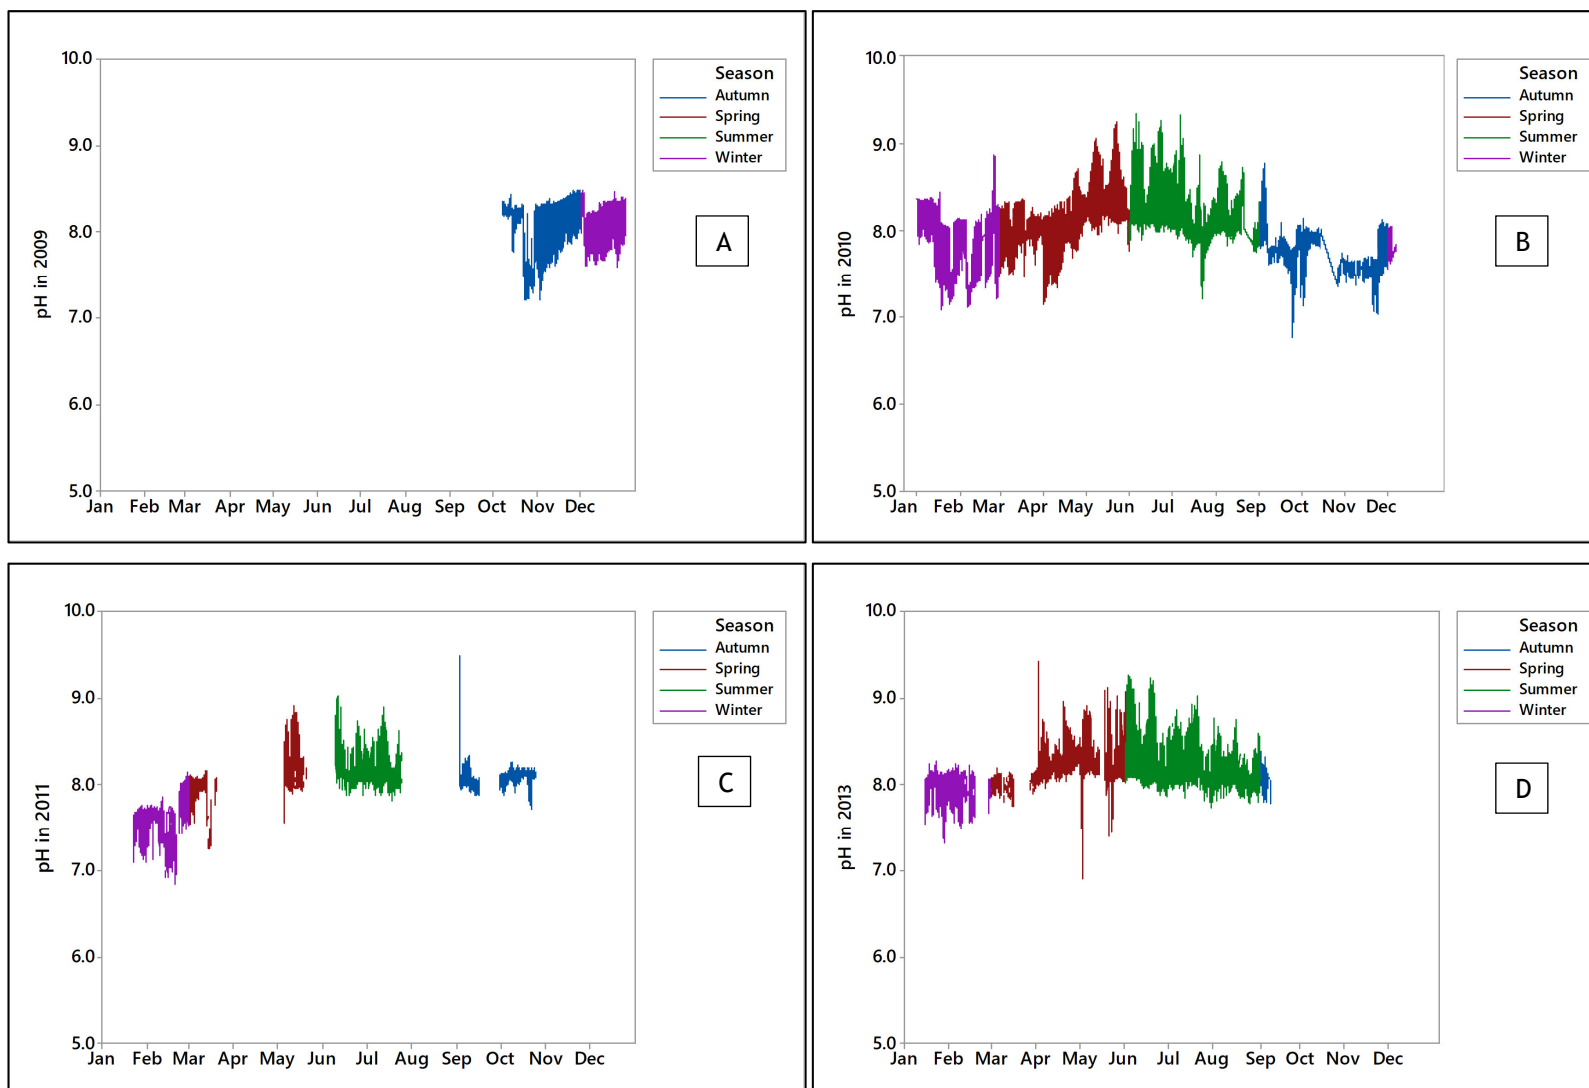 10.0
9.0
8.0
7.0
6.0
5.0
pH in 2009
Jan Feb Mar Apr May Jun Jul Aug Sep Oct Nov Dec
Season
Autumn
Spring
Summer
Winter
A
10.0
9.0
8.0
7.0
6.0
5.0
pH in 2010
Jan Feb Mar Apr May Jun Jul Aug Sep Oct Nov Dec
Season
Autumn
Spring
Summer
Winter
B
10.0
9.0
8.0
7.0
6.0
5.0
pH in 2011
Jan Feb Mar Apr May Jun Jul Aug Sep Oct Nov Dec
Season
Autumn
Spring
Summer
Winter
C
10.0
9.0
8.0
7.0
6.0
5.0
pH in 2013
Jan Feb Mar Apr May Jun Jul Aug Sep Oct Nov Dec
Season
Autumn
Spring
Summer
Winter
D